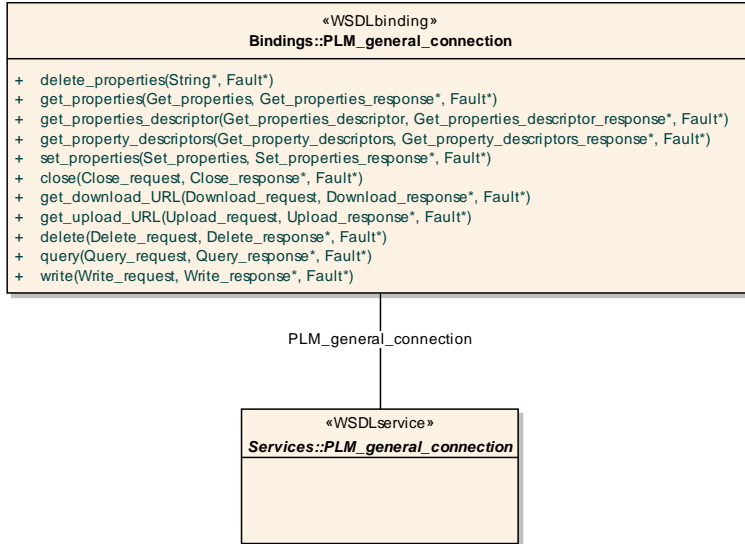 «WSDLbinding»
Bindings::PLM_general_connection
+ delete_properties(String*, Fault*)
+ get_properties(Get_properties, Get_properties_response*, Fault*)
+ get_properties_descriptor(Get_properties_descriptor, Get_properties_descriptor_response*, Fault*)
+ get_property_descriptors(Get_property_descriptors, Get_property_descriptors_response*, Fault*)
+ set_properties(Set_properties, Set_properties_response*, Fault*)
+ close(Close_request, Close_response*, Fault*)
+ get_download_URL(Download_request, Download_response*, Fault*)
+ get_upload_URL(Upload_request, Upload_response*, Fault*)
+ delete(Delete_request, Delete_response*, Fault*)
+ query(Query_request, Query_response*, Fault*)
+ write(Write_request, Write_response*, Fault*)
PLM_general_connection
«WSDLservice»
Services::PLM_general_connection